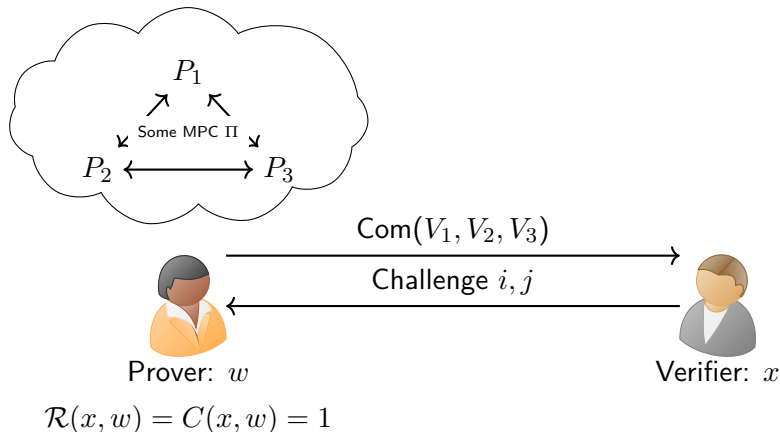 P₁
Some MPC Π
P₂ P₃
Com(V₁, V₂, V₃)
Challenge i, j
Prover: w
Verifier: x
R(x, w) = C(x, w) = 1